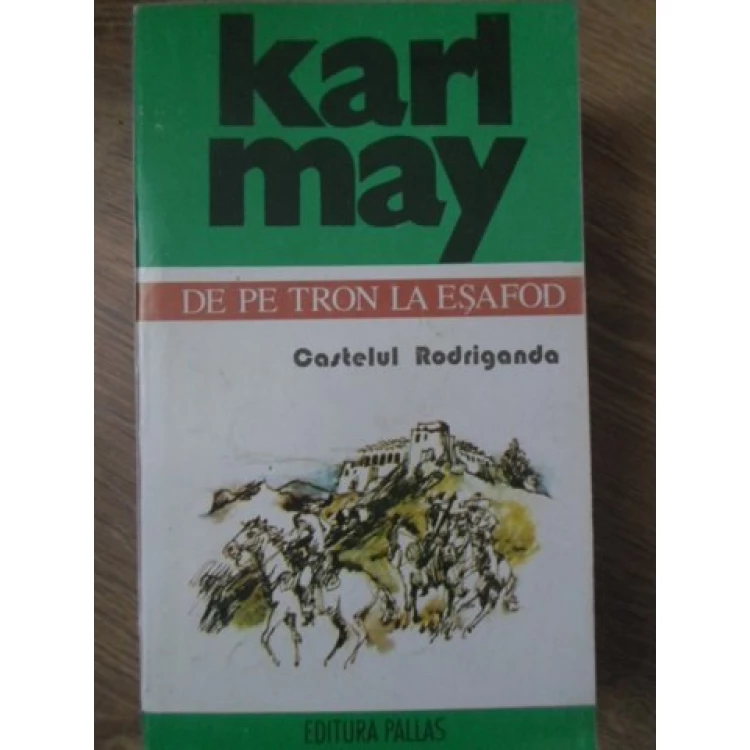 karl
may
DE PE TRON LA EȘAFOD
Castelul Rodriganda
EDITURA PALLAS